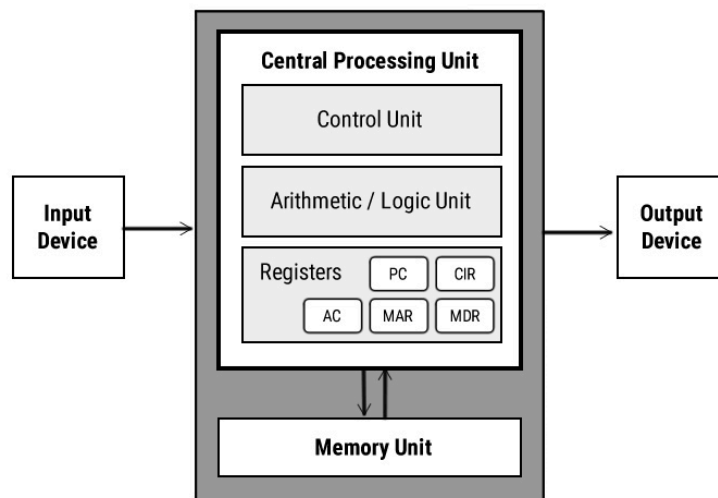 Central Processing Unit
Control Unit
Arithmetic / Logic Unit
Input
Device
Output
Device
Registers
PC
CIR
AC
MAR
MDR
Memory Unit